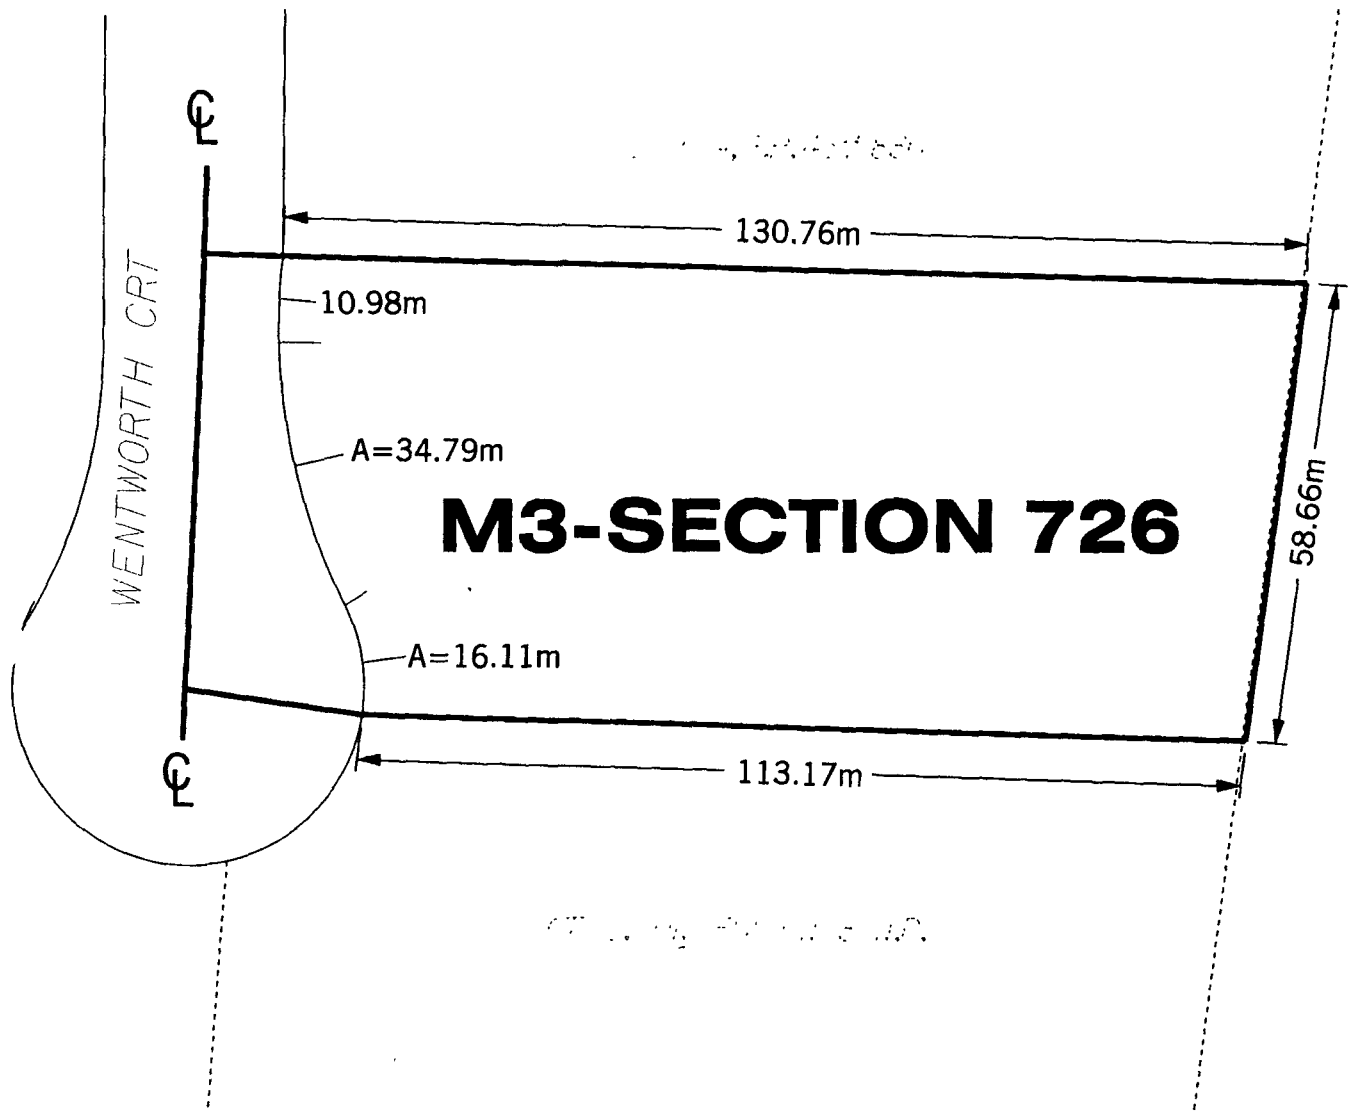 ℄
130.76m
10.98m
WENTWORTH CRT
A=34.79m
M3-SECTION 726
58.66m
A=16.11m
℄
113.17m